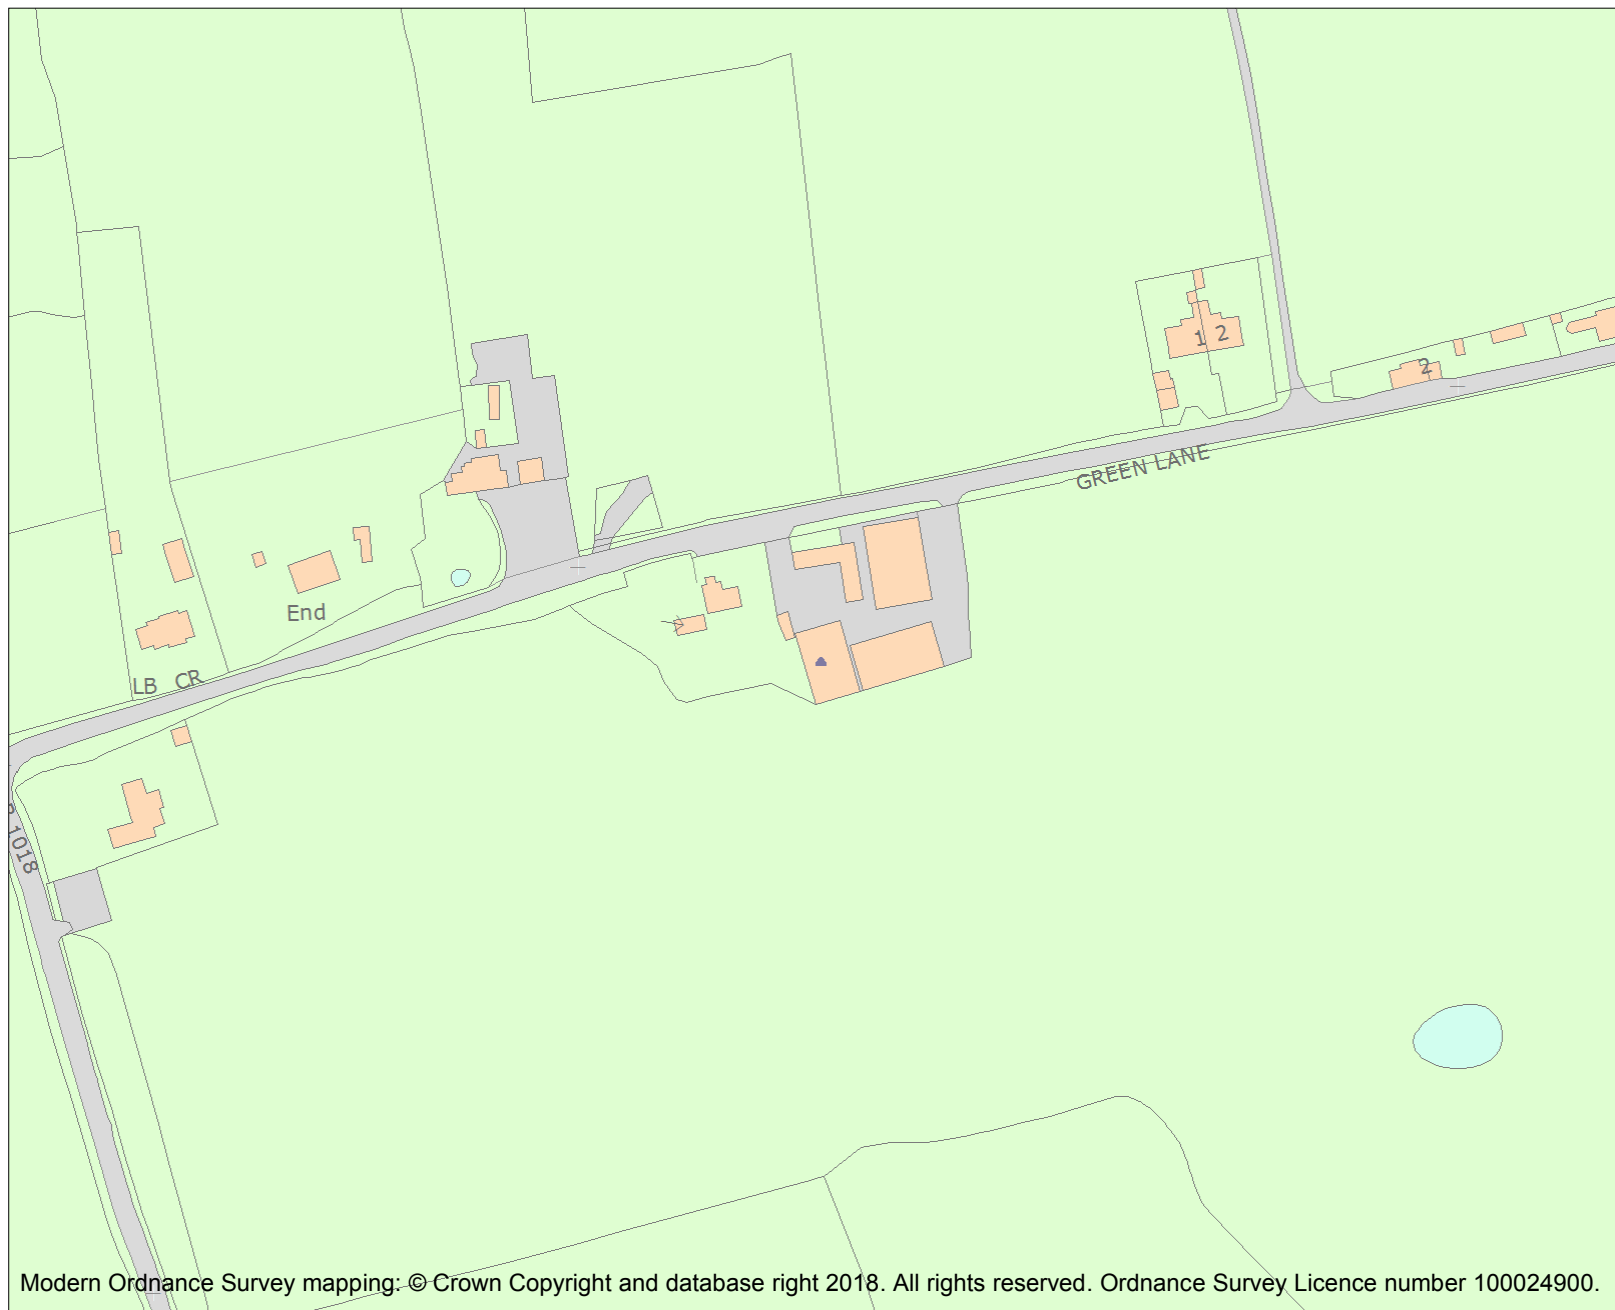 1 2
2
GREEN LANE
End
LB CR
1018
Modern Ordnance Survey mapping: © Crown Copyright and database right 2018. All rights reserved. Ordnance Survey Licence number 100024900.